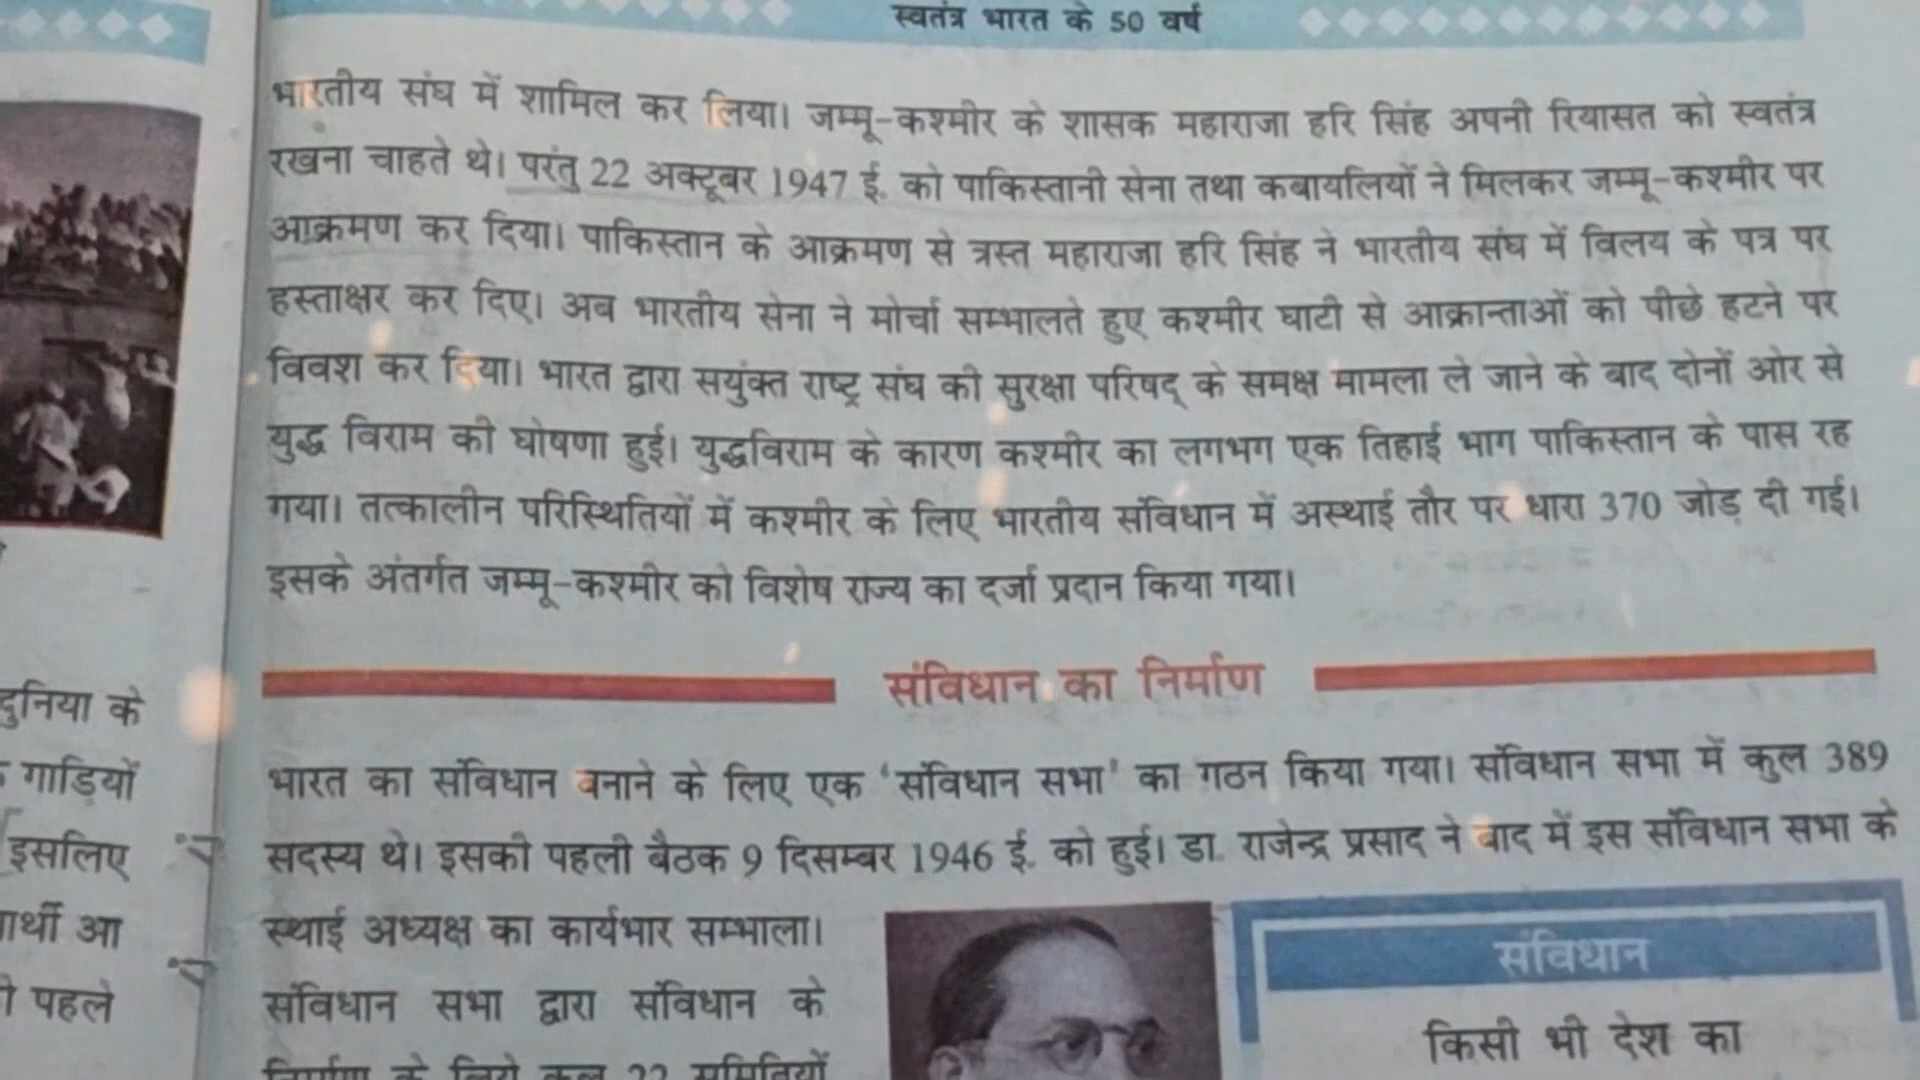 स्वतंत्र भारत के 50 वर्ष
भारतीय संघ में शामिल कर लिया। जम्मू-कश्मीर के शासक महाराजा हरि सिंह अपनी रियासत को स्वतंत्र
रखना चाहते थे। परंतु 22 अक्टूबर 1947 ई. को पाकिस्तानी सेना तथा कबायलियों ने मिलकर जम्मू-कश्मीर पर
आक्रमण कर दिया। पाकिस्तान के आक्रमण से त्रस्त महाराजा हरि सिंह ने भारतीय संघ में विलय के पत्र पर
हस्ताक्षर कर दिए। अब भारतीय सेना ने मोर्चा सम्भालते हुए कश्मीर घाटी से आक्रान्ताओं को पीछे हटने पर
विवश कर दिया। भारत द्वारा सयुंक्त राष्ट्र संघ की सुरक्षा परिषद् के समक्ष मामला ले जाने के बाद दोनों ओर से
युद्ध विराम की घोषणा हुई। युद्धविराम के कारण कश्मीर का लगभग एक तिहाई भाग पाकिस्तान के पास रह
गया। तत्कालीन परिस्थितियों में कश्मीर के लिए भारतीय संविधान में अस्थाई तौर पर धारा 370 जोड़ दी गई।
इसके अंतर्गत जम्मू-कश्मीर को विशेष राज्य का दर्जा प्रदान किया गया।
संविधान का निर्माण
भारत का संविधान बनाने के लिए एक 'संविधान सभा' का गठन किया गया। संविधान सभा में कुल 389
सदस्य थे। इसकी पहली बैठक 9 दिसम्बर 1946 ई. को हुई। डा. राजेन्द्र प्रसाद ने बाद में इस संविधान सभा के
स्थाई अध्यक्ष का कार्यभार सम्भाला।
संविधान सभा द्वारा संविधान के
निर्माण के लिये कुल 22 समितियों
संविधान
किसी भी देश का
दुनिया के
गाड़ियों
इसलिए
आ
पहले